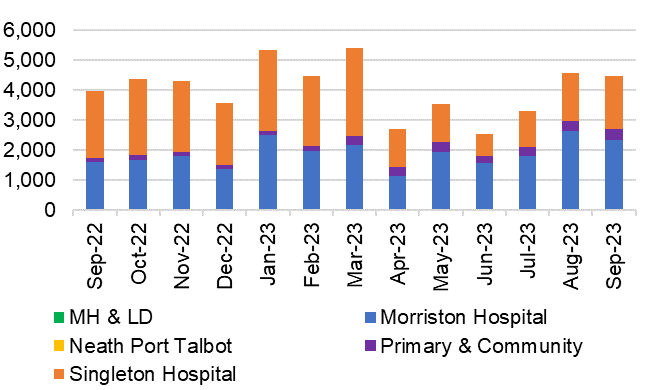 6,000
5,000
4,000
3,000
2,000
1,000
0
Sep-22
Oct-22
Nov-22
Dec-22
Jan-23
Feb-23
Mar-23
Apr-23
May-23
Jun-23
Jul-23
Aug-23
Sep-23
MH & LD
Morriston Hospital
Neath Port Talbot
Primary & Community
Singleton Hospital